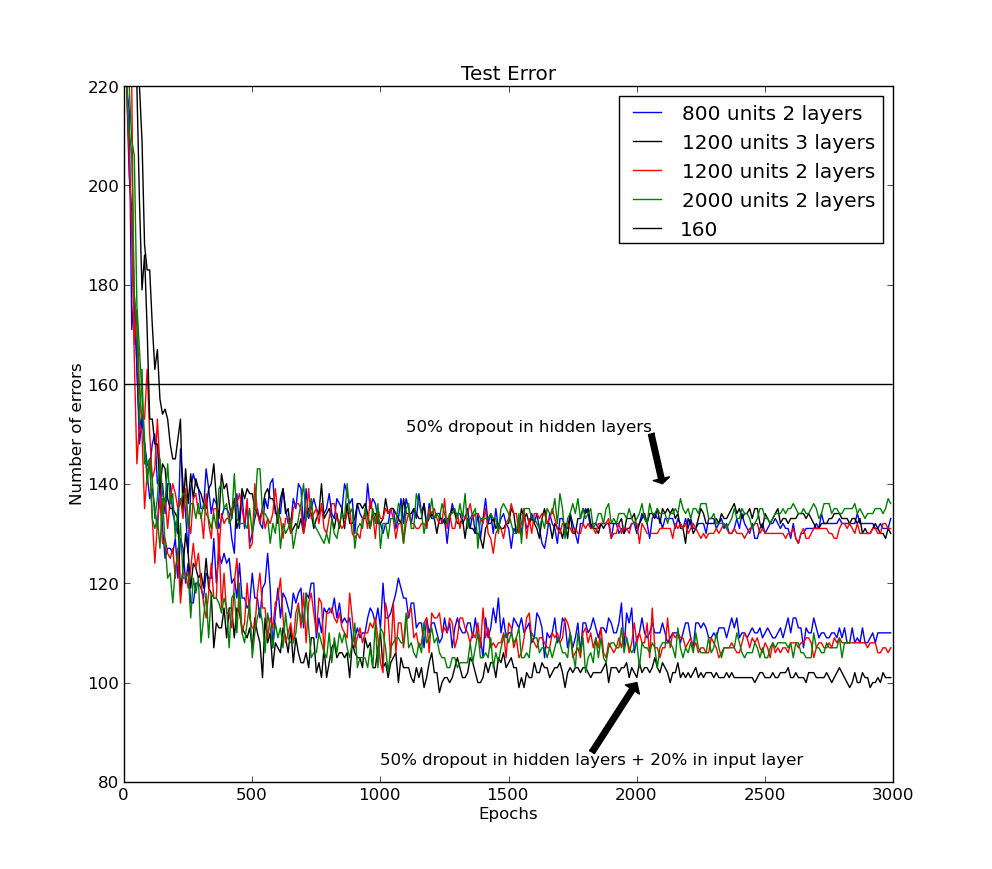 Test Error
220
200
180
160
140
120
100
80
Number of errors
800 units 2 layers
1200 units 3 layers
1200 units 2 layers
2000 units 2 layers
160
50% dropout in hidden layers
50% dropout in hidden layers + 20% in input layer
0 500 1000 1500 2000 2500 3000
Epochs